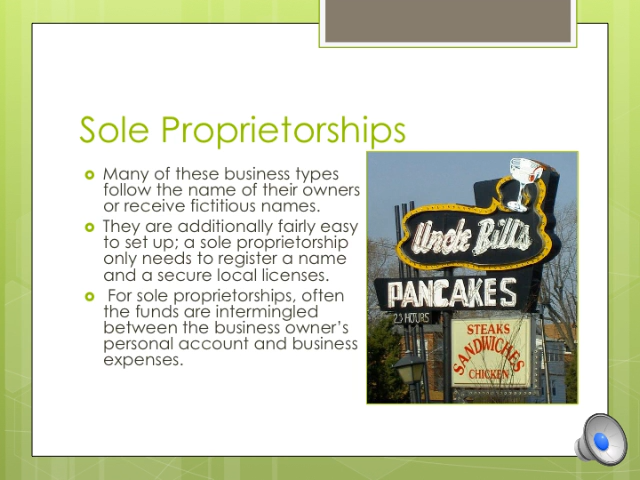 Sole Proprietorships
Many of these business types
follow the name of their owners
or receive fictitious names.
They are additionally fairly easy
to set up; a sole proprietorship
only needs to register a name
and a secure local licenses.
For sole proprietorships, often
the funds are intermingled
between the business owner’s
personal account and business
expenses.
Uncle Bill's
PANCAKES
23 HOURS
STEAKS
SANDWICHES
CHICKEN